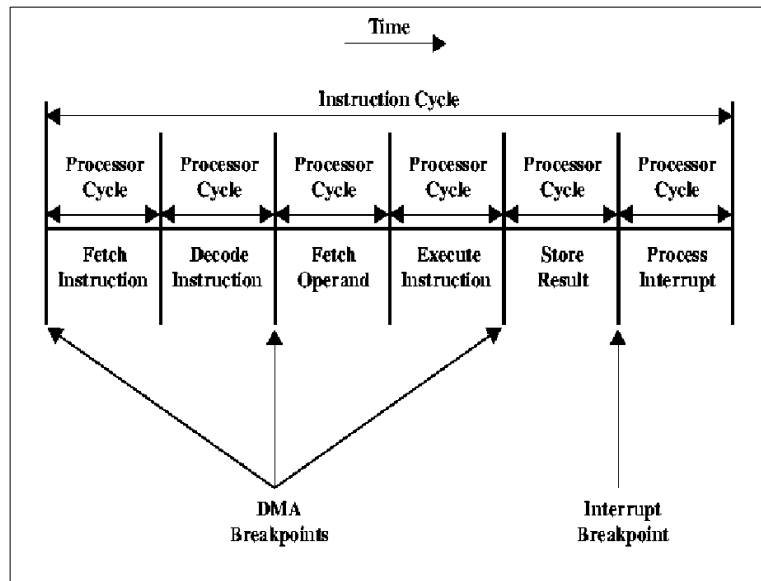 Time
Instruction Cycle
Processor Processor Processor Processor Processor Processor
Cycle Cycle Cycle Cycle Cycle Cycle
Fetch Decode Fetch Execute Store Process
Instruction Instruction Operand Instruction Result Interrupt
DMA Interrupt
Breakpoints Breakpoint